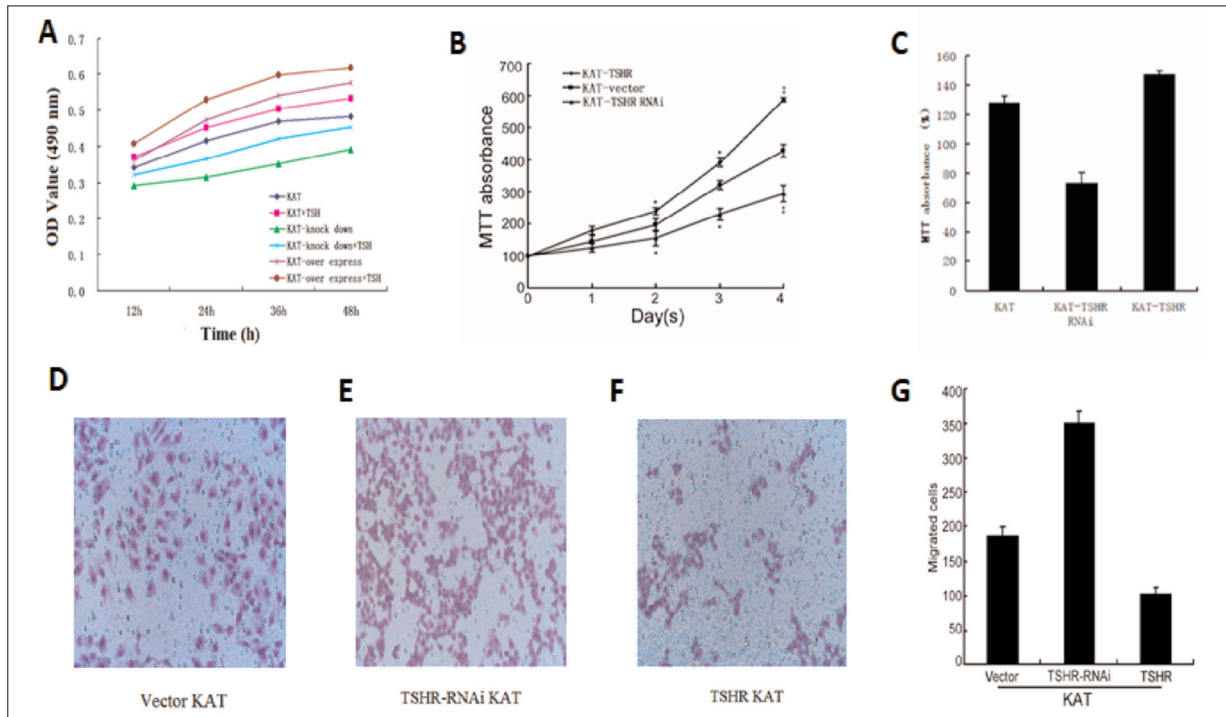 A
0.7
0.6
0.5
0.4
0.3
0.2
0.1
0.0
OD Value (490 nm)
KAT
KAT+TSH
KAT-knock down
KAT-knock down+TSH
KAT-over express
KAT-over express+TSH
12h
24h
36h
48h
Time (h)
B
700
600
500
400
300
200
100
0
MTT absorbance
KAT-TSHR
KAT-vector
KAT-TSHR RNAi
0
1
2
3
4
Day(s)
C
160
140
120
100
80
60
40
20
0
MTT absorbance (%)
KAT
KAT-TSHR
RNAi
KAT-TSHR
D
Vector KAT
E
TSHR-RNAi KAT
F
TSHR KAT
G
400
350
300
250
200
150
100
50
0
Migrated cells
Vector
TSHR-RNAi
TSHR
KAT